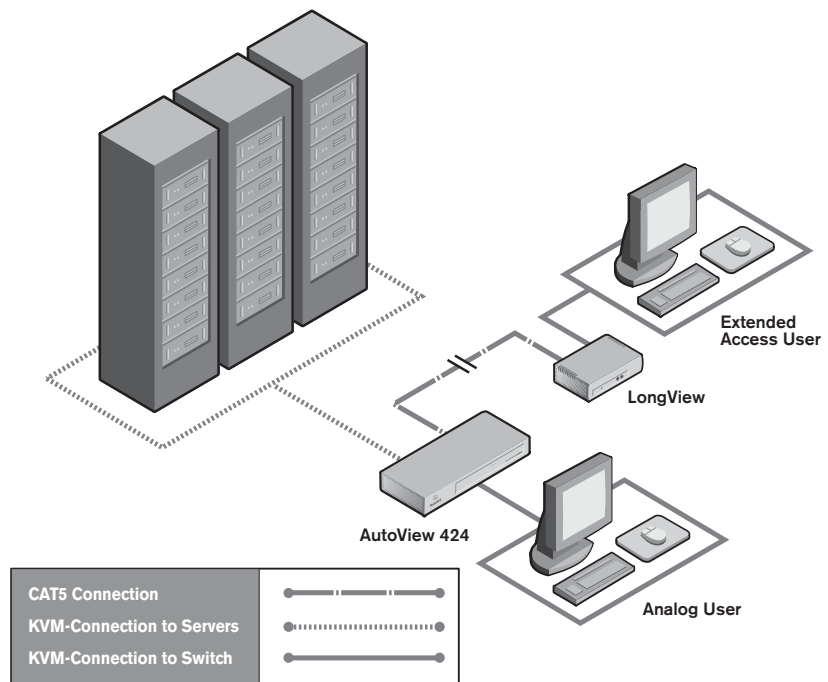 Extended
Access User
LongView
AutoView 424
Analog User
CAT5 Connection
KVM-Connection to Servers
KVM-Connection to Switch